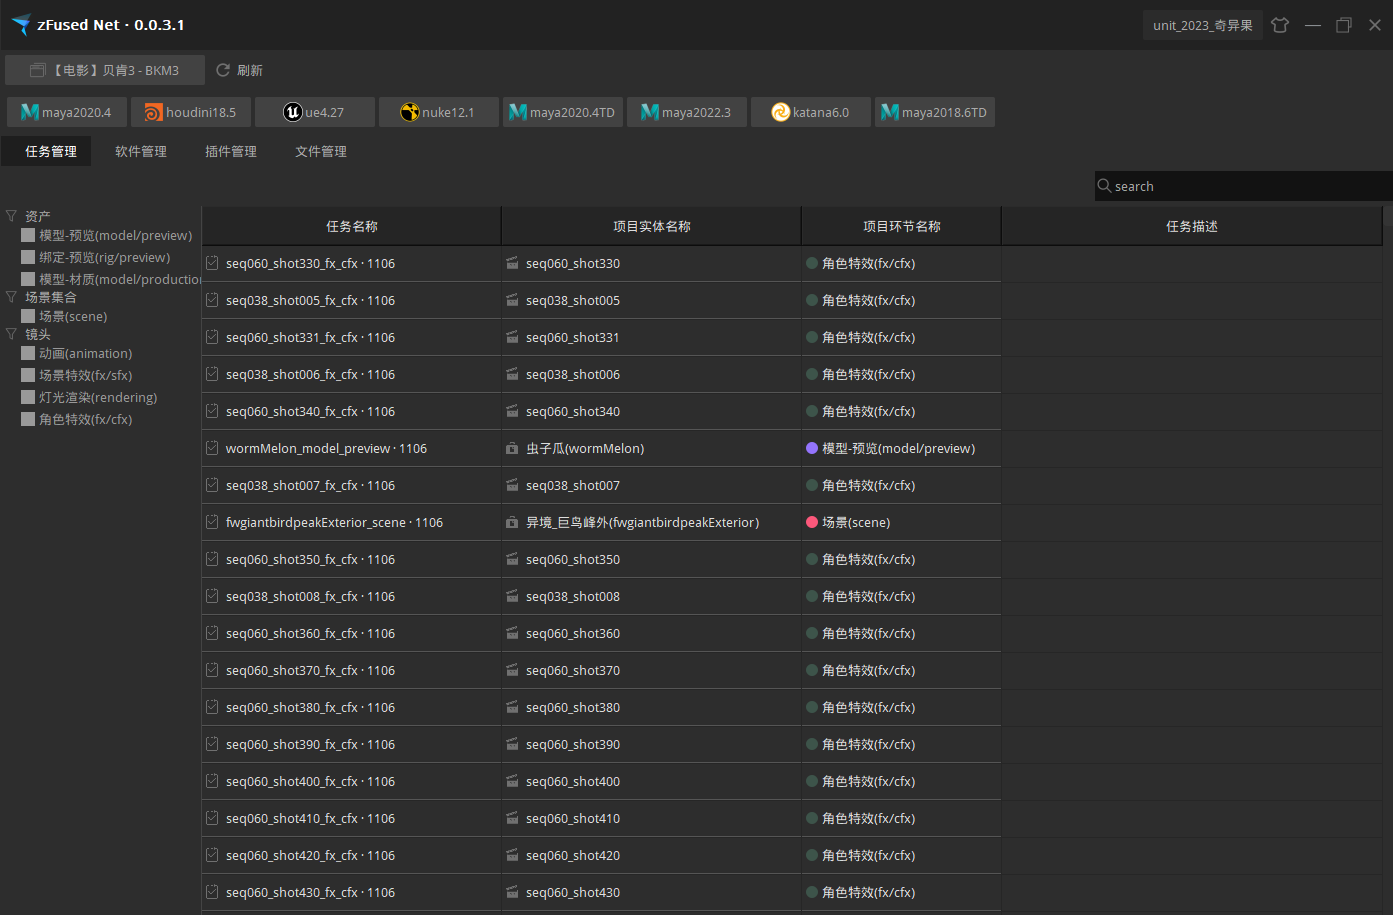 zFused Net · 0.0.3.1
unit_2023_奇异果
【电影】贝肯3 - BKM3
刷新
maya2020.4
houdini18.5
ue4.27
nuke12.1
maya2020.4TD
maya2022.3
katana6.0
maya2018.6TD
任务管理
软件管理
插件管理
文件管理
search
资产
模型-预览(model/preview)
绑定-预览(rig/preview)
模型-材质(model/production
场景集合
场景(scene)
镜头
动画(animation)
场景特效(fx/sfx)
灯光渲染(rendering)
角色特效(fx/cfx)
任务名称 项目实体名称 项目环节名称 任务描述
seq060_shot330_fx_cfx · 1106 seq060_shot330 角色特效(fx/cfx)
seq038_shot005_fx_cfx · 1106 seq038_shot005 角色特效(fx/cfx)
seq060_shot331_fx_cfx · 1106 seq060_shot331 角色特效(fx/cfx)
seq038_shot006_fx_cfx · 1106 seq038_shot006 角色特效(fx/cfx)
seq060_shot340_fx_cfx · 1106 seq060_shot340 角色特效(fx/cfx)
wormMelon_model_preview · 1106 虫子瓜(wormMelon) 模型-预览(model/preview)
seq038_shot007_fx_cfx · 1106 seq038_shot007 角色特效(fx/cfx)
fwgiantbirdpeakExterior_scene · 1106 异境_巨鸟峰外(fwgiantbirdpeakExterior) 场景(scene)
seq060_shot350_fx_cfx · 1106 seq060_shot350 角色特效(fx/cfx)
seq038_shot008_fx_cfx · 1106 seq038_shot008 角色特效(fx/cfx)
seq060_shot360_fx_cfx · 1106 seq060_shot360 角色特效(fx/cfx)
seq060_shot370_fx_cfx · 1106 seq060_shot370 角色特效(fx/cfx)
seq060_shot380_fx_cfx · 1106 seq060_shot380 角色特效(fx/cfx)
seq060_shot390_fx_cfx · 1106 seq060_shot390 角色特效(fx/cfx)
seq060_shot400_fx_cfx · 1106 seq060_shot400 角色特效(fx/cfx)
seq060_shot410_fx_cfx · 1106 seq060_shot410 角色特效(fx/cfx)
seq060_shot420_fx_cfx · 1106 seq060_shot420 角色特效(fx/cfx)
seq060_shot430_fx_cfx · 1106 seq060_shot430 角色特效(fx/cfx)